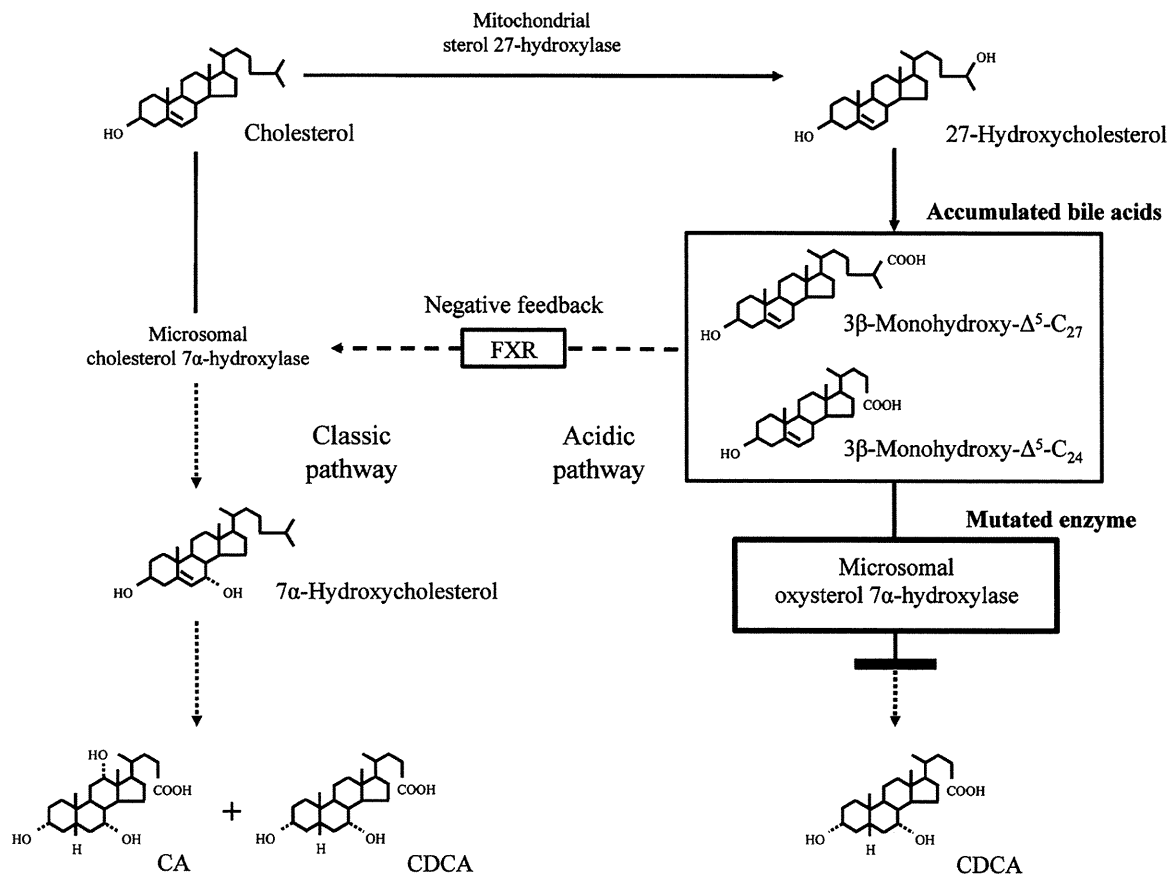 Mitochondrial
sterol 27-hydroxylase
OH
HO
Cholesterol
HO
27-Hydroxycholesterol
Accumulated bile acids
COOH
HO
3β-Monohydroxy-Δ⁵-C₂₇
Negative feedback
FXR
Microsomal
cholesterol 7α-hydroxylase
COOH
HO
3β-Monohydroxy-Δ⁵-C₂₄
Classic
pathway
Acidic
pathway
Mutated enzyme
Microsomal
oxysterol 7α-hydroxylase
HO
OH
7α-Hydroxycholesterol
HO
COOH
HO
OH
H
CA
+
COOH
HO
OH
H
CDCA
COOH
HO
OH
H
CDCA